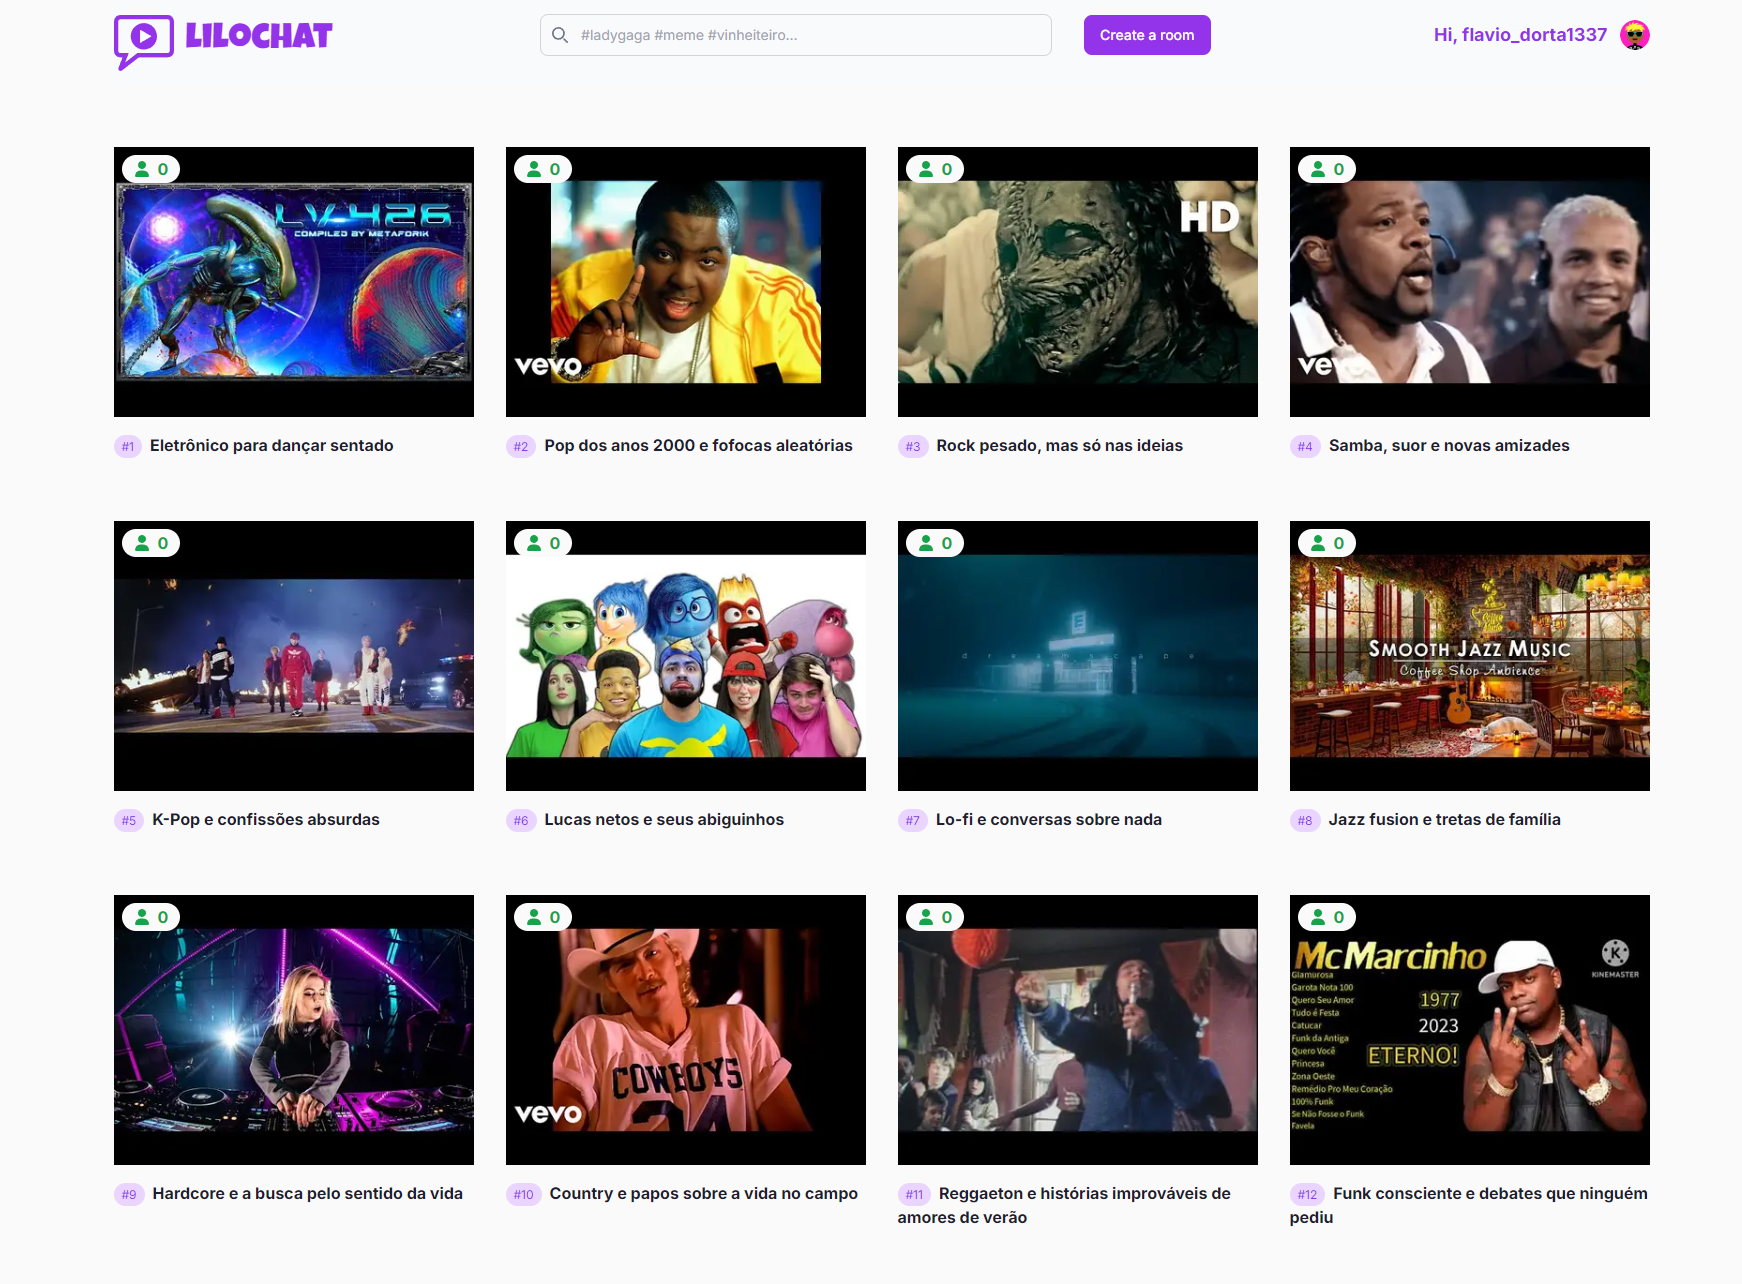 LILOCHAT
#ladygaga #meme #vinheiteiro...
Create a room
Hi, flavio_dorta1337
0
LV.426
COMPILED BY METAFORIK
0
vevo
0
HD
0
ve
#1 Eletrônico para dançar sentado
#2 Pop dos anos 2000 e fofocas aleatórias
#3 Rock pesado, mas só nas ideias
#4 Samba, suor e novas amizades
0
0
0
d r e a m s c a p e
0
SMOOTH JAZZ MUSIC
Coffee Shop Ambience
#5 K-Pop e confissões absurdas
#6 Lucas netos e seus abiguinhos
#7 Lo-fi e conversas sobre nada
#8 Jazz fusion e tretas de família
0
0
COWBOYS
vevo
0
0
Mc Marcinho
KINEMASTER
Glamurosa
Garota Nota 100
Quero Seu Amor
Tudo é Festa
Catucar
Funk da Antiga
Quero Você
Princesa
Zona Oeste
Remédio Pro Meu Coração
100% Funk
Se Não Fosse o Funk
Favela
1977
2023
ETERNO!
#9 Hardcore e a busca pelo sentido da vida
#10 Country e papos sobre a vida no campo
#11 Reggaeton e histórias improváveis de
amores de verão
#12 Funk consciente e debates que ninguém
pediu